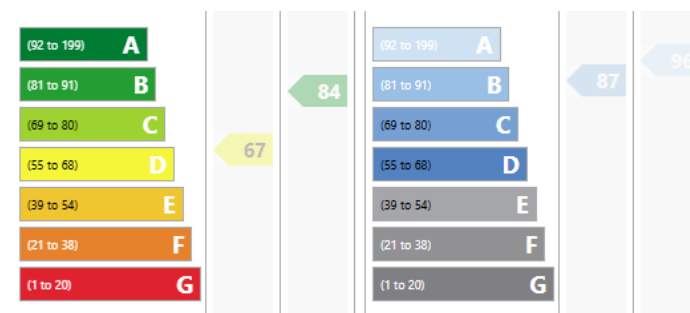 (92 to 199) A
(81 to 91) B
(69 to 80) C
(55 to 68) D
(39 to 54) E
(21 to 38) F
(1 to 20) G
67
84
(92 to 199) A
(81 to 91) B
(69 to 80) C
(55 to 68) D
(39 to 54) E
(21 to 38) F
(1 to 20) G
87
96